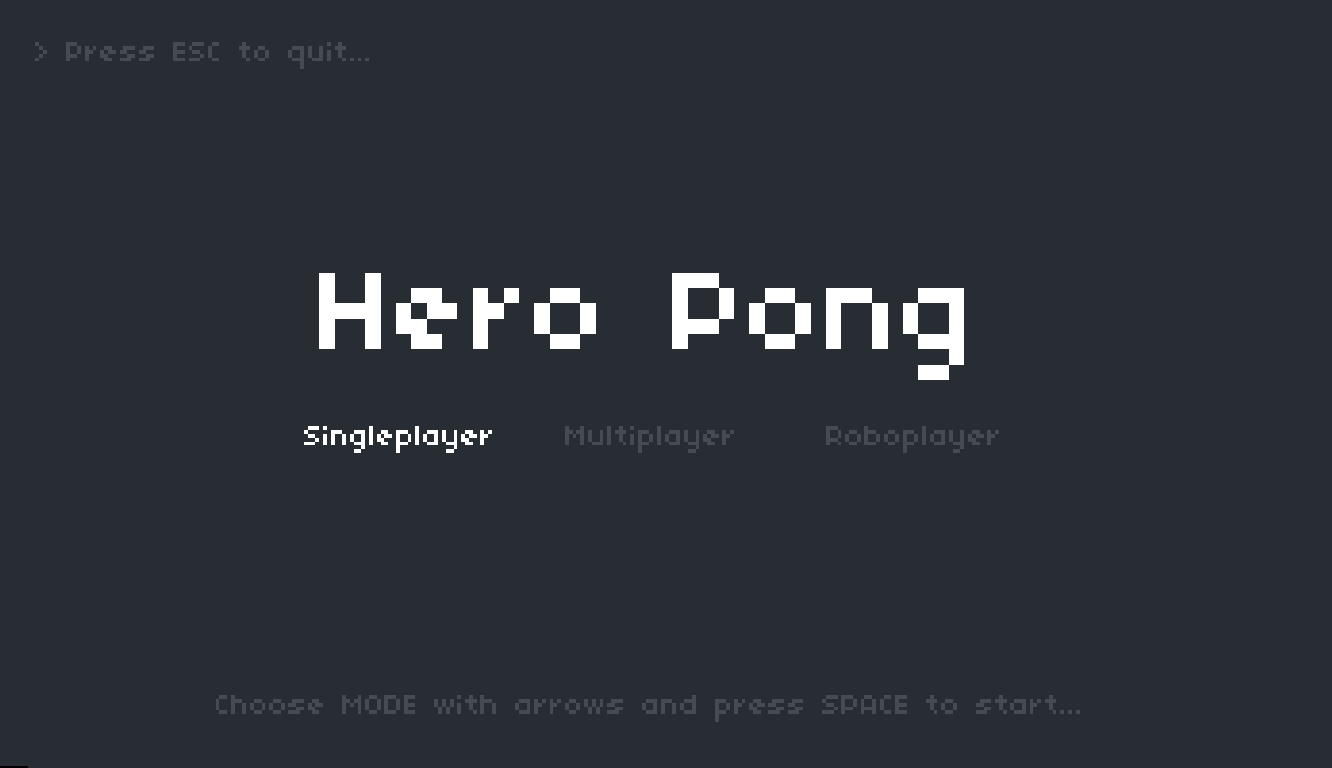 > Press ESC to quit...
Hero Pong
Singleplayer Multiplayer Roboplayer
Choose MODE with arrows and press SPACE to start...